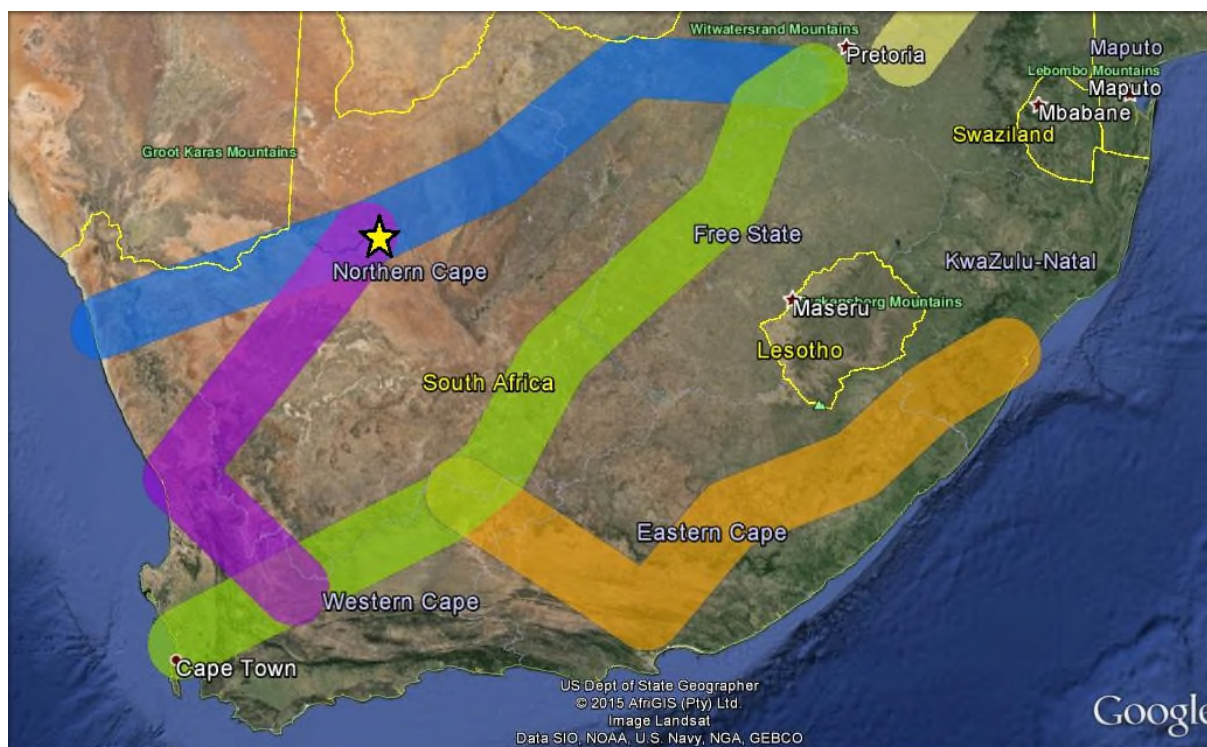 Witwatersrand Mountains
Pretoria
Maputo
Lebombo Mountains
Maputo
Mbabane
Swaziland
Groot Karas Mountains
Free State
Northern Cape
KwaZulu-Natal
Maseru
Lesotho
South Africa
Eastern Cape
Western Cape
Cape Town
US Dept of State Geographer
© 2015 AfriGIS (Pty) Ltd.
Image Landsat
Data SIO, NOAA, U.S. Navy, NGA, GEBCO
Google